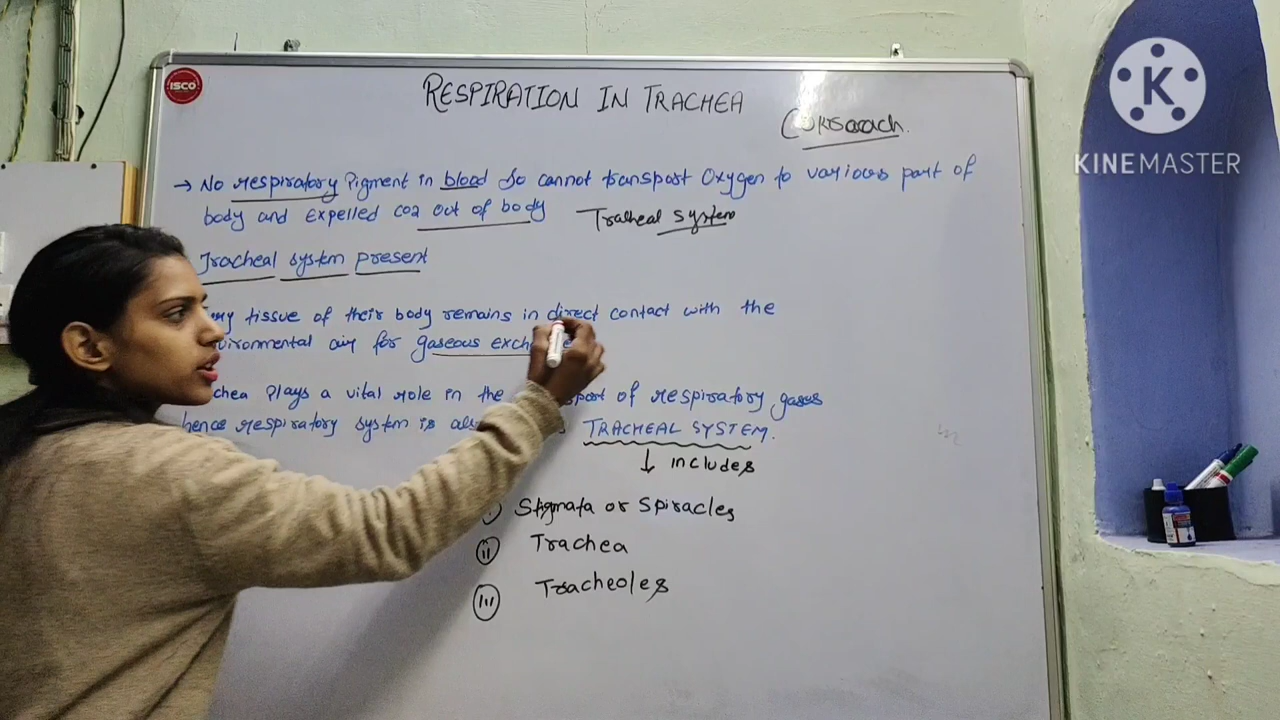 ISCO
RESPIRATION IN TRACHEA
KINEMASTER
→ No respiratory Pigment in blood So cannot transport Oxygen to various part of
body and expelled co2 out of body
Tracheal System
Tracheal system present
tissue of their body remains in direct contact with the
air for gaseous
Plays a vital role in the of respiratory gases
hence respiratory system is TRACHEAL SYSTEM.
↓ includes
Stigmata or Spiracles
(ii) Trachea
(iii) Tracheoles